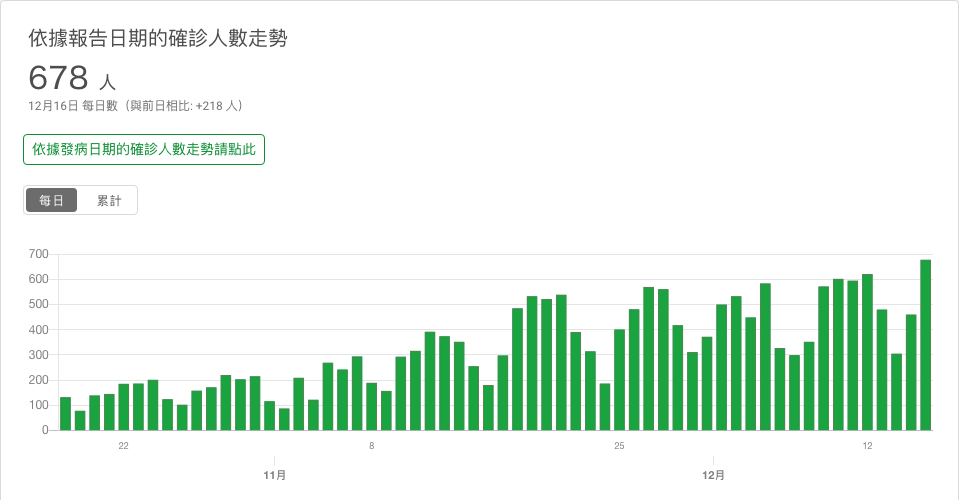 依據報告日期的確診人數走勢
678 人
12月16日 每日數（與前日相比: +218 人）
依據發病日期的確診人數走勢請點此
每日 累計
700
600
500
400
300
200
100
0
22 8 25 12
11月 12月